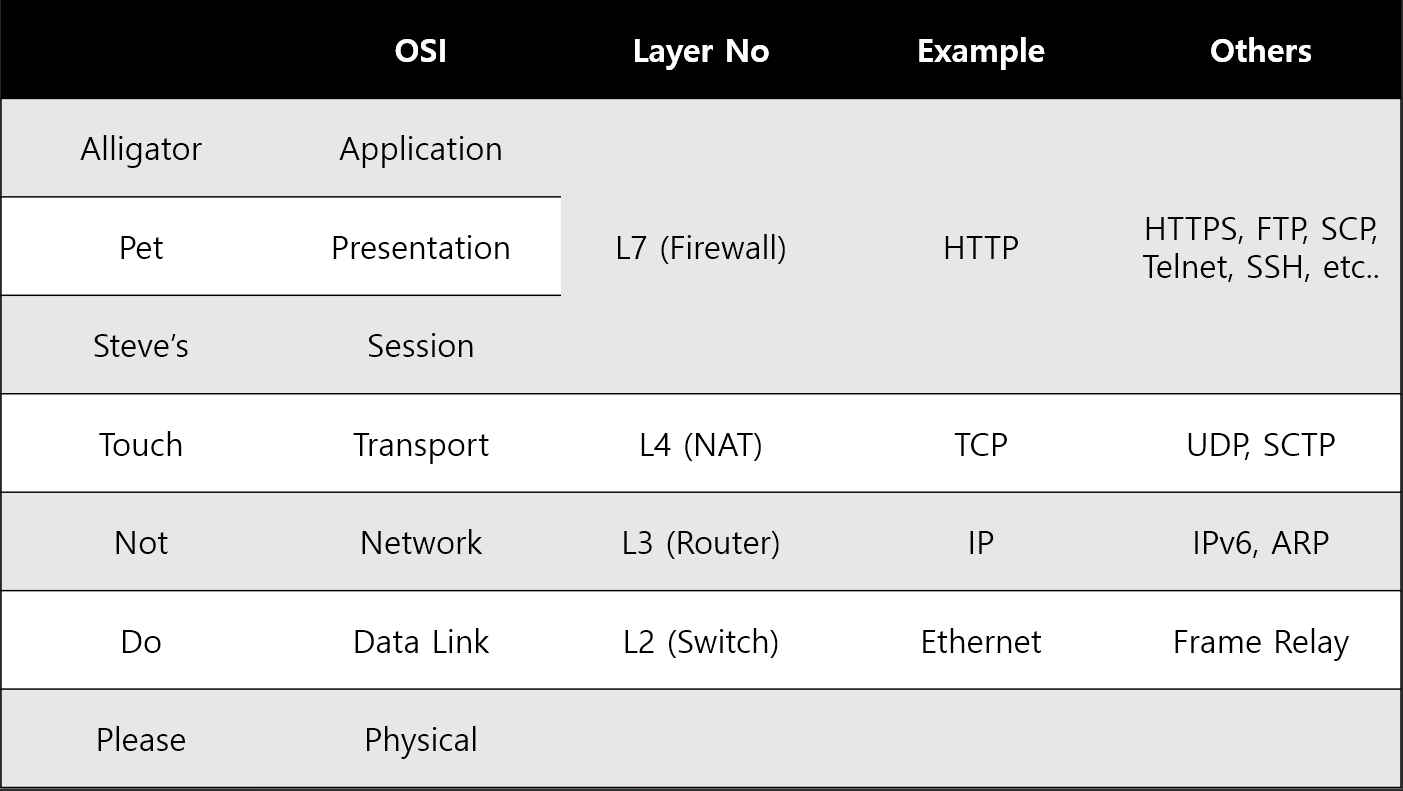 OSI Layer No Example Others
Alligator Application
Pet Presentation L7 (Firewall) HTTP HTTPS, FTP, SCP,
Telnet, SSH, etc..
Steve’s Session
Touch Transport L4 (NAT) TCP UDP, SCTP
Not Network L3 (Router) IP IPv6, ARP
Do Data Link L2 (Switch) Ethernet Frame Relay
Please Physical